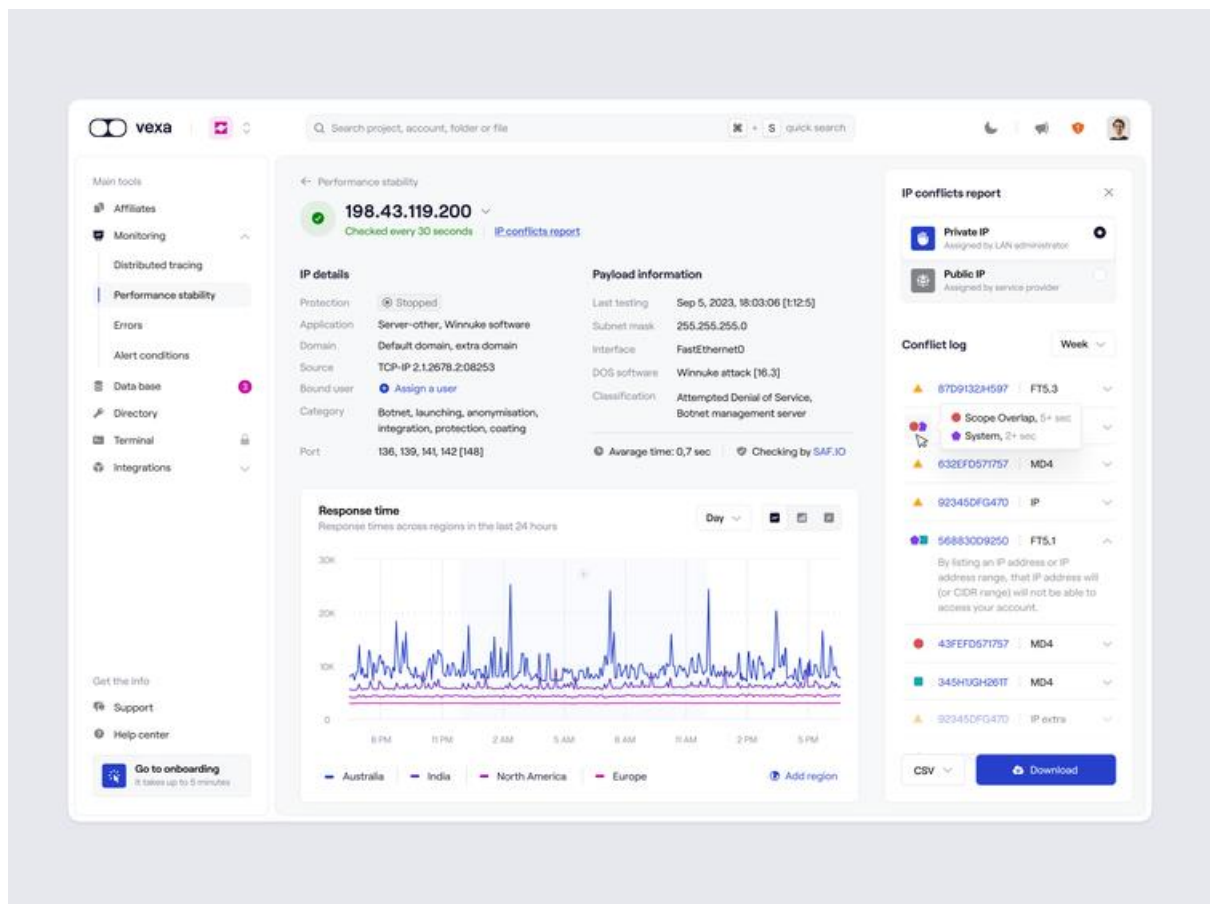 vexa
Search project, account, folder or file
⌘ + S quick search
Main tools
Affiliates
Monitoring
Distributed tracing
Performance stability
Errors
Alert conditions
Data base 3
Directory
Terminal
Integrations
Get the info
Support
Help center
Go to onboarding
It takes up to 5 minutes
← Performance stability
198.43.119.200
Checked every 30 seconds
IP conflicts report
IP details
Protection Stopped
Application Server-other, Winnuke software
Domain Default domain, extra domain
Source TCP-IP 2.1.2678.2:08253
Bound user Assign a user
Category Botnet, launching, anonymisation,
integration, protection, coating
Port 136, 139, 141, 142 [148]
Payload information
Last testing Sep 5, 2023, 18:03:06 [1:12:5]
Subnet mask 255.255.255.0
Interface FastEthernet0
DOS software Winnuke attack [16.3]
Classification Attempted Denial of Service,
Botnet management server
Avarage time: 0,7 sec
Checking by SAF.IO
Response time
Response times across regions in the last 24 hours
Day
30K
20K
10K
0
8 PM 11 PM 2 AM 5 AM 8 AM 11 AM 2 PM 5 PM
Australia India North America Europe
Add region
IP conflicts report
Private IP
Assigned by LAN administrator
Public IP
Assigned by service provider
Conflict log
Week
87D9132JH597 FT5.3
Scope Overlap, 5+ sec
System, 2+ sec
632EFD571757 MD4
92345DFG470 IP
568830D9250 FT5.1
By listing an IP address or IP
address range, that IP address will
(or CIDR range) will not be able to
access your account.
43FEFD571757 MD4
MD4
92345DFG470 IP extra
CSV
Download